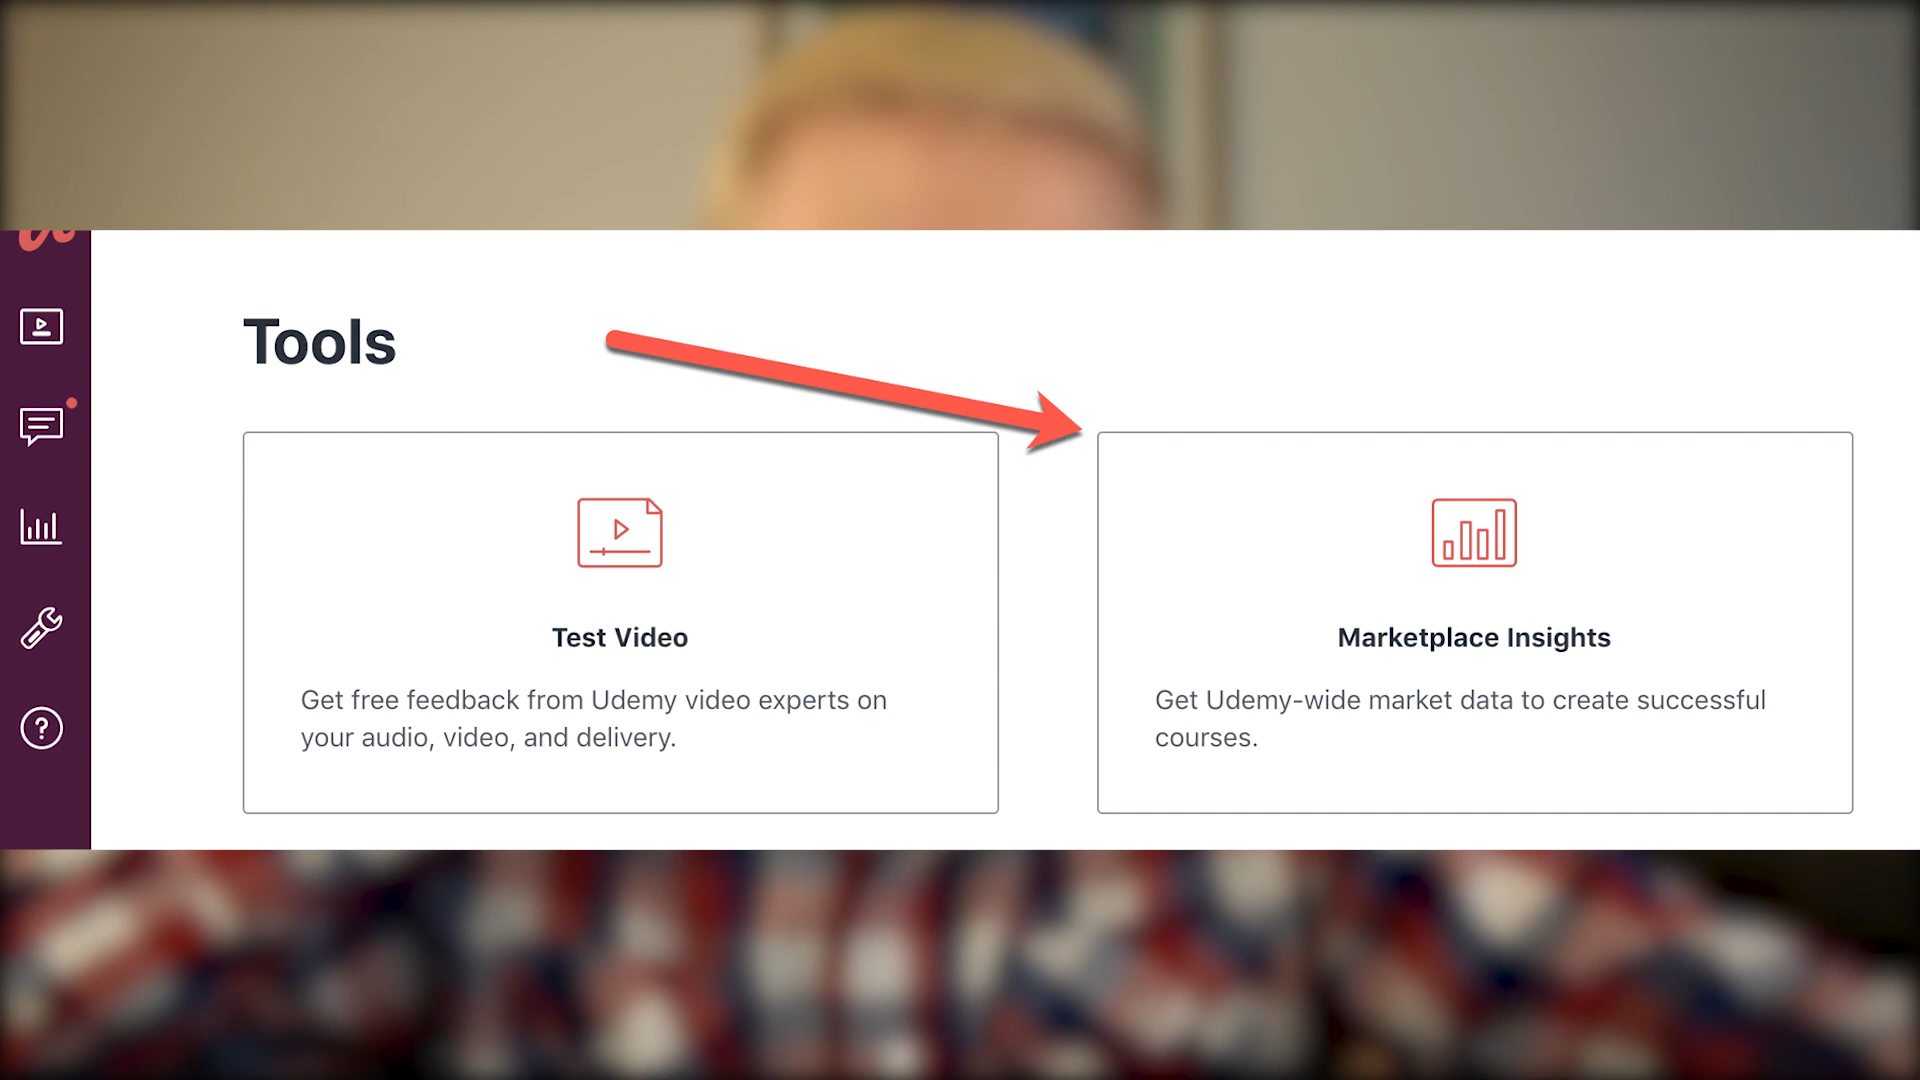 Tools
Test Video
Get free feedback from Udemy video experts on
your audio, video, and delivery.
Marketplace Insights
Get Udemy-wide market data to create successful
courses.